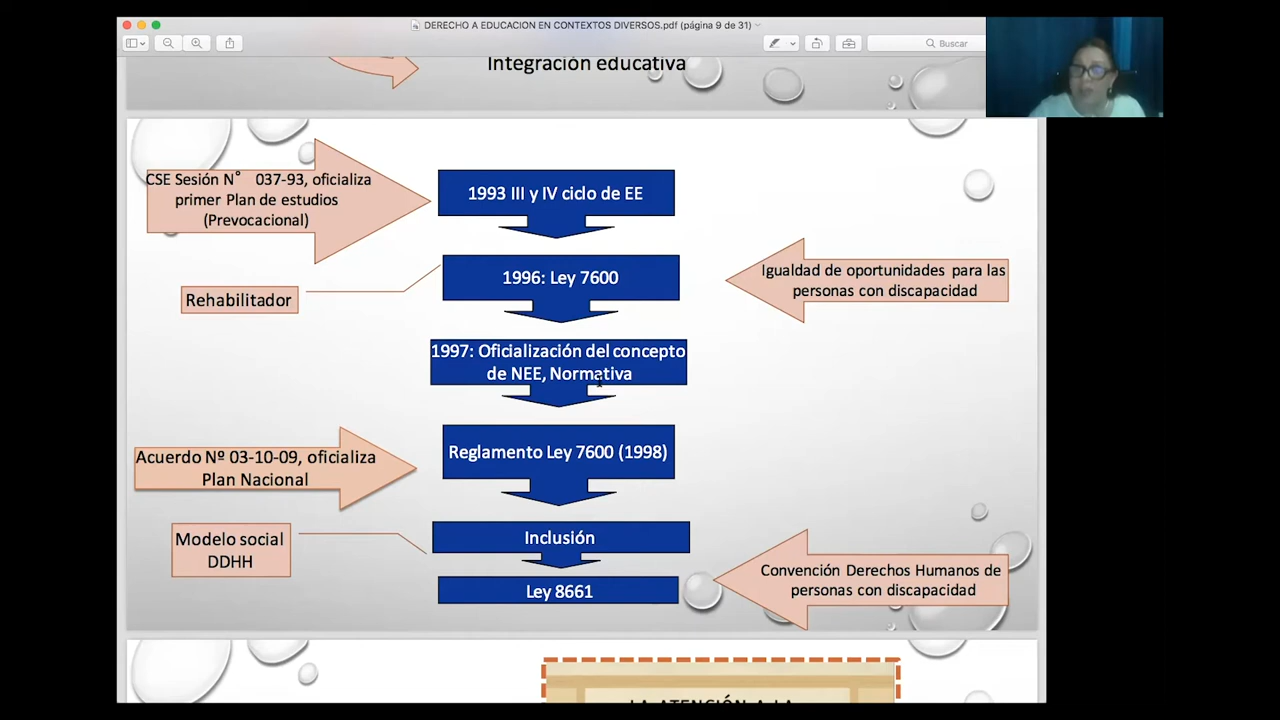 DERECHO A EDUCACION EN CONTEXTOS DIVERSOS.pdf (página 9 de 31)
Buscar
Integración educativa
CSE Sesión N° 037-93, oficializa
primer Plan de estudios
(Prevocacional)
1993 III y IV ciclo de EE
1996: Ley 7600
Igualdad de oportunidades para las
personas con discapacidad
Rehabilitador
1997: Oficialización del concepto
de NEE, Normativa
Reglamento Ley 7600 (1998)
Acuerdo Nº 03-10-09, oficializa
Plan Nacional
Modelo social
DDHH
Inclusión
Ley 8661
Convención Derechos Humanos de
personas con discapacidad
LA ATENCIÓN A LA